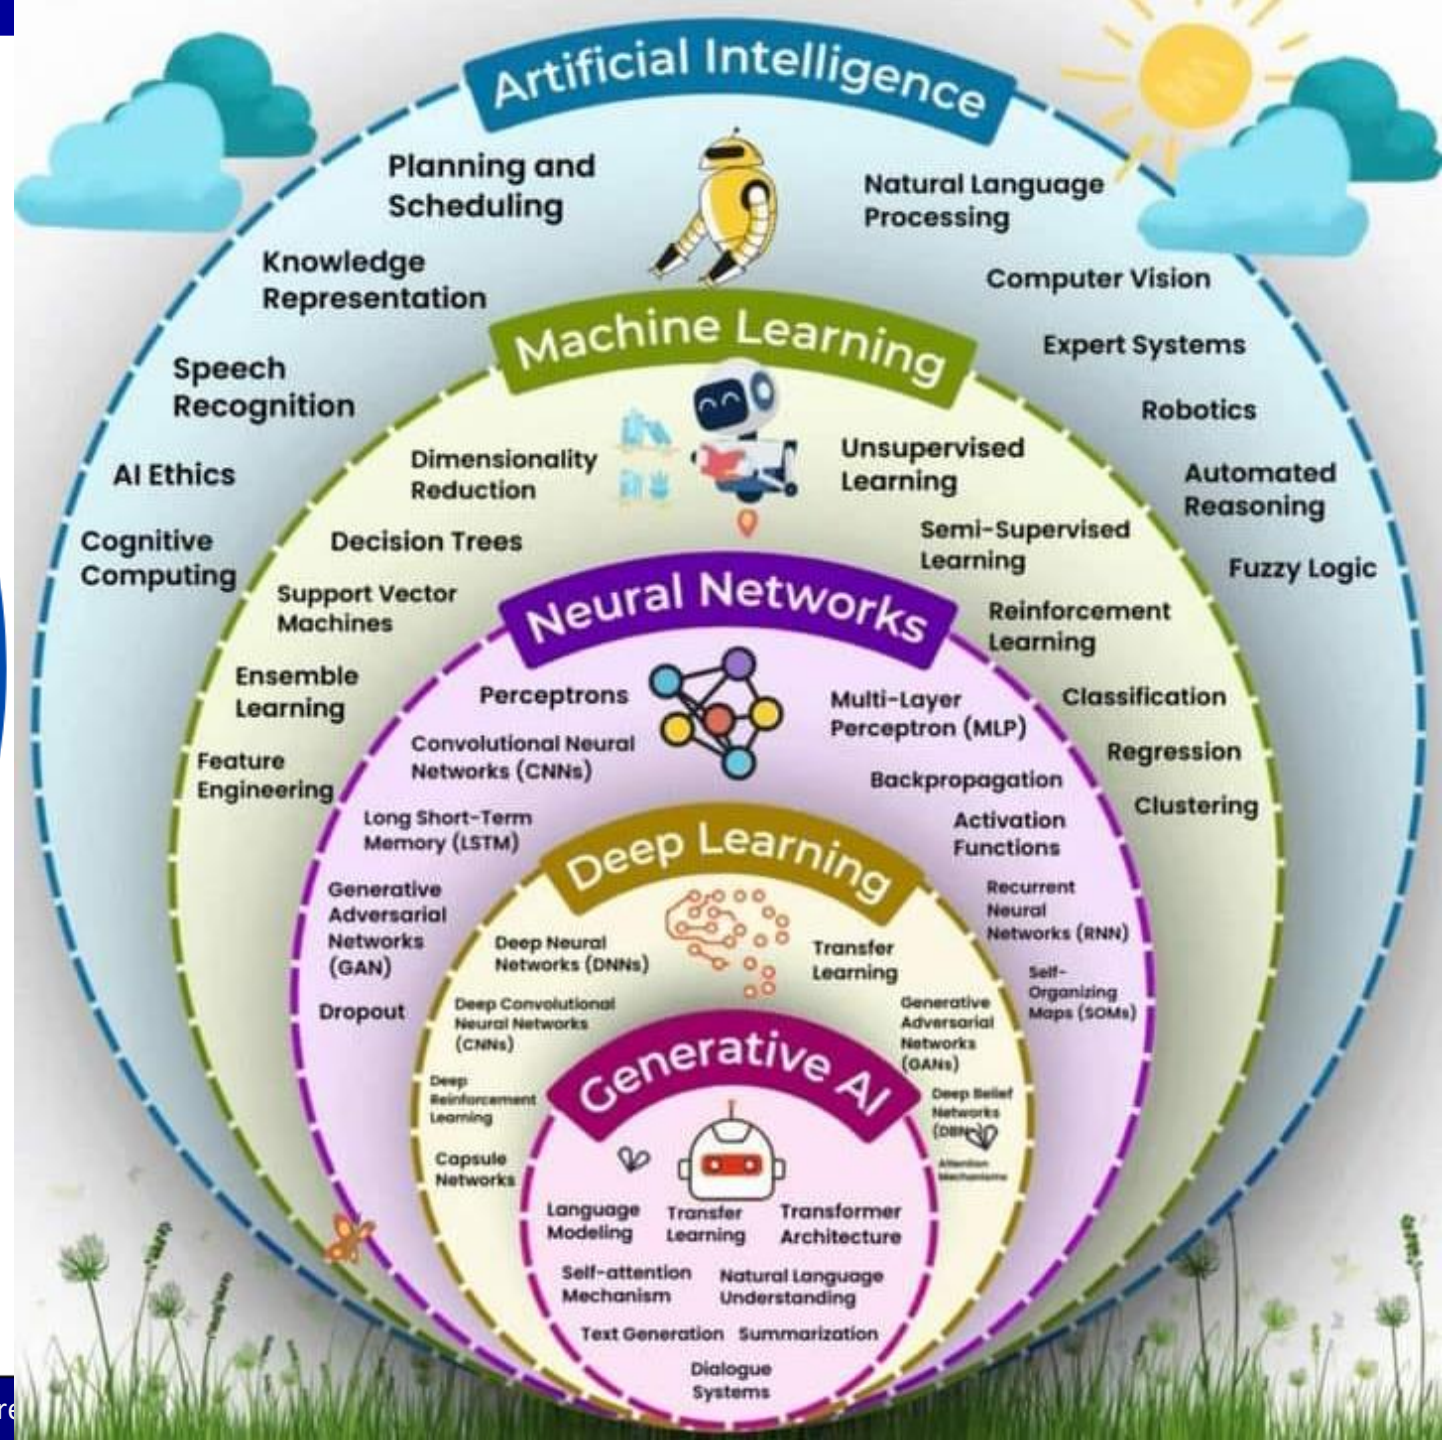 Artificial Intelligence
Planning and
Scheduling
Natural Language
Processing
Knowledge
Representation
Computer Vision
Speech
Recognition
Expert Systems
Robotics
AI Ethics
Automated
Reasoning
Cognitive
Computing
Fuzzy Logic
Machine Learning
Dimensionality
Reduction
Unsupervised
Learning
Decision Trees
Semi-Supervised
Learning
Support Vector
Machines
Reinforcement
Learning
Ensemble
Learning
Classification
Feature
Engineering
Regression
Clustering
Neural Networks
Perceptrons
Multi-Layer
Perceptron (MLP)
Convolutional Neural
Networks (CNNs)
Backpropagation
Long Short-Term
Memory (LSTM)
Activation
Functions
Generative
Adversarial
Networks
(GAN)
Recurrent
Neural
Networks (RNN)
Dropout
Self-
Organizing
Maps (SOMs)
Deep Learning
Deep Neural
Networks (DNNs)
Transfer
Learning
Deep Convolutional
Neural Networks
(CNNs)
Generative
Adversarial
Networks
(GANs)
Deep
Reinforcement
Learning
Deep Belief
Networks
Capsule
Networks
Attention
Mechanisms
Generative AI
Language
Modeling
Transfer
Learning
Transformer
Architecture
Self-attention
Mechanism
Natural Language
Understanding
Text Generation
Summarization
Dialogue
Systems